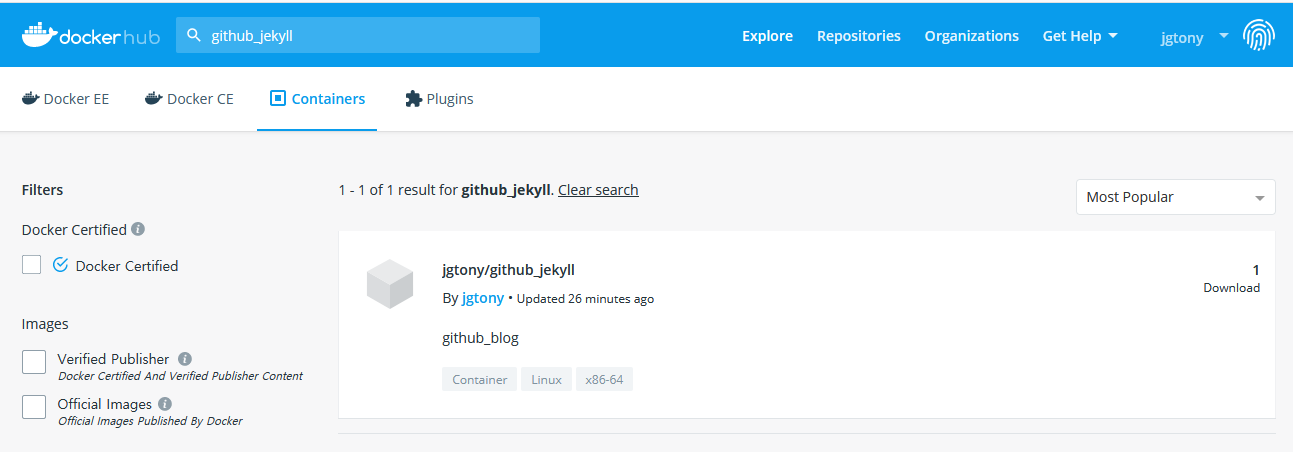 dockerhub
github_jekyll
Explore
Repositories
Organizations
Get Help
jgtony
Docker EE
Docker CE
Containers
Plugins
Filters
1 - 1 of 1 result for github_jekyll. Clear search
Most Popular
Docker Certified
Docker Certified
Images
Verified Publisher
Docker Certified And Verified Publisher Content
Official Images
Official Images Published By Docker
jgtony/github_jekyll
By jgtony • Updated 26 minutes ago
github_blog
Container
Linux
x86-64
1
Download